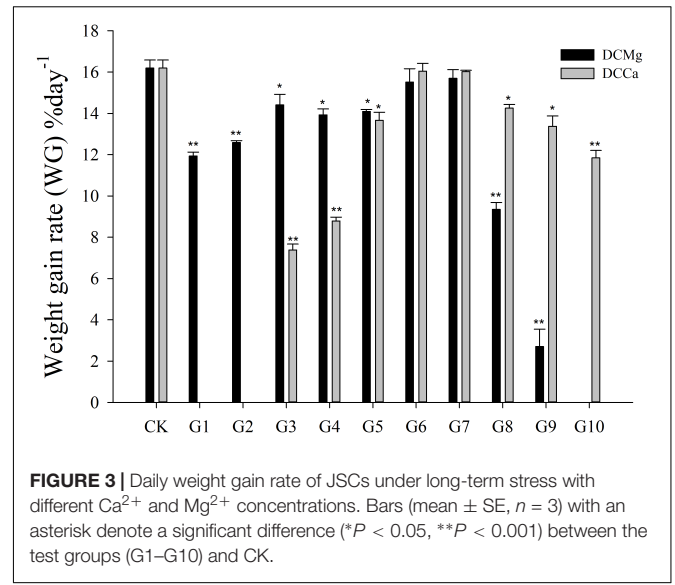 Weight gain rate (WG) %day-1
18
16
14
12
10
8
6
4
2
0
DCMg
DCCa
**
**
*
**
*
**
* *
**
*
**
*
**
CK G1 G2 G3 G4 G5 G6 G7 G8 G9 G10
FIGURE 3 | Daily weight gain rate of JSCs under long-term stress with
different Ca2+ and Mg2+ concentrations. Bars (mean ± SE, n = 3) with an
asterisk denote a significant difference (*P < 0.05, **P < 0.001) between the
test groups (G1–G10) and CK.